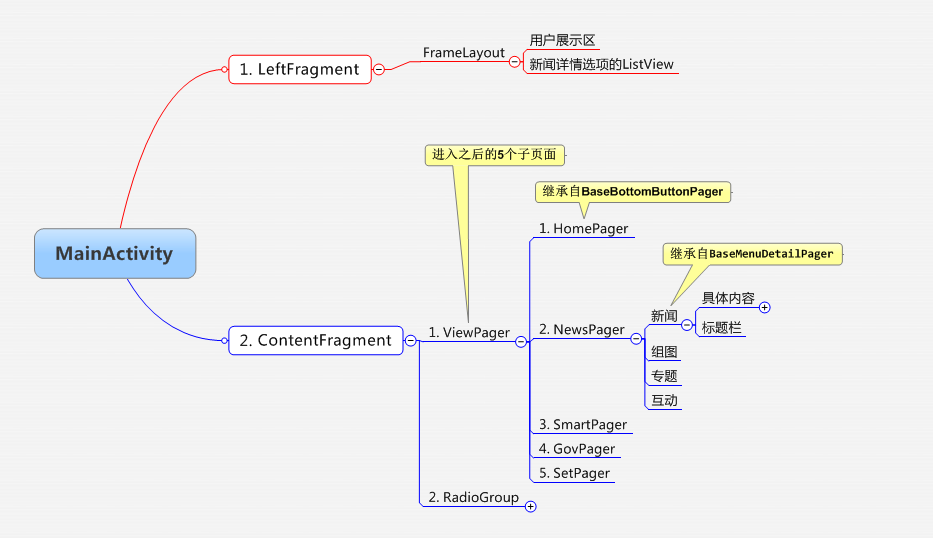 用户展示区
FrameLayout
新闻详情选项的ListView
1. LeftFragment
进入之后的5个子页面
继承自BaseBottomButtonPager
1. HomePager
MainActivity
继承自BaseMenuDetailPager
具体内容
新闻
1. ViewPager
2. NewsPager
标题栏
2. ContentFragment
组图
专题
互动
3. SmartPager
4. GovPager
5. SetPager
2. RadioGroup